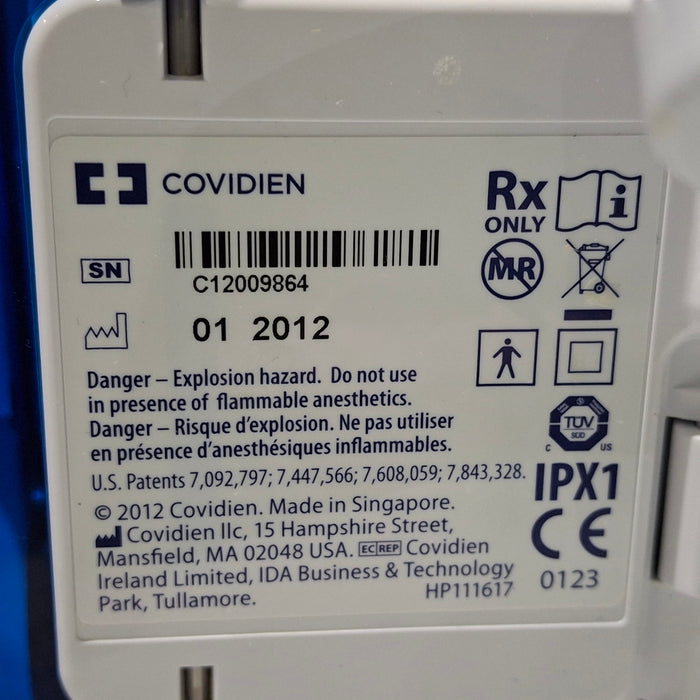 COVIDIEN
Rx
ONLY
i
SN
C12009864
MR
01 2012
Danger – Explosion hazard. Do not use
in presence of flammable anesthetics.
Danger – Risque d'explosion. Ne pas utiliser
en présence d'anesthésiques inflammables.
TÜV
SÜD
C US
U.S. Patents 7,092,797; 7,447,566; 7,608,059; 7,843,328.
IPX1
© 2012 Covidien. Made in Singapore.
Covidien llc, 15 Hampshire Street,
Mansfield, MA 02048 USA. EC REP Covidien
Ireland Limited, IDA Business & Technology
Park, Tullamore.
HP111617
CE
0123